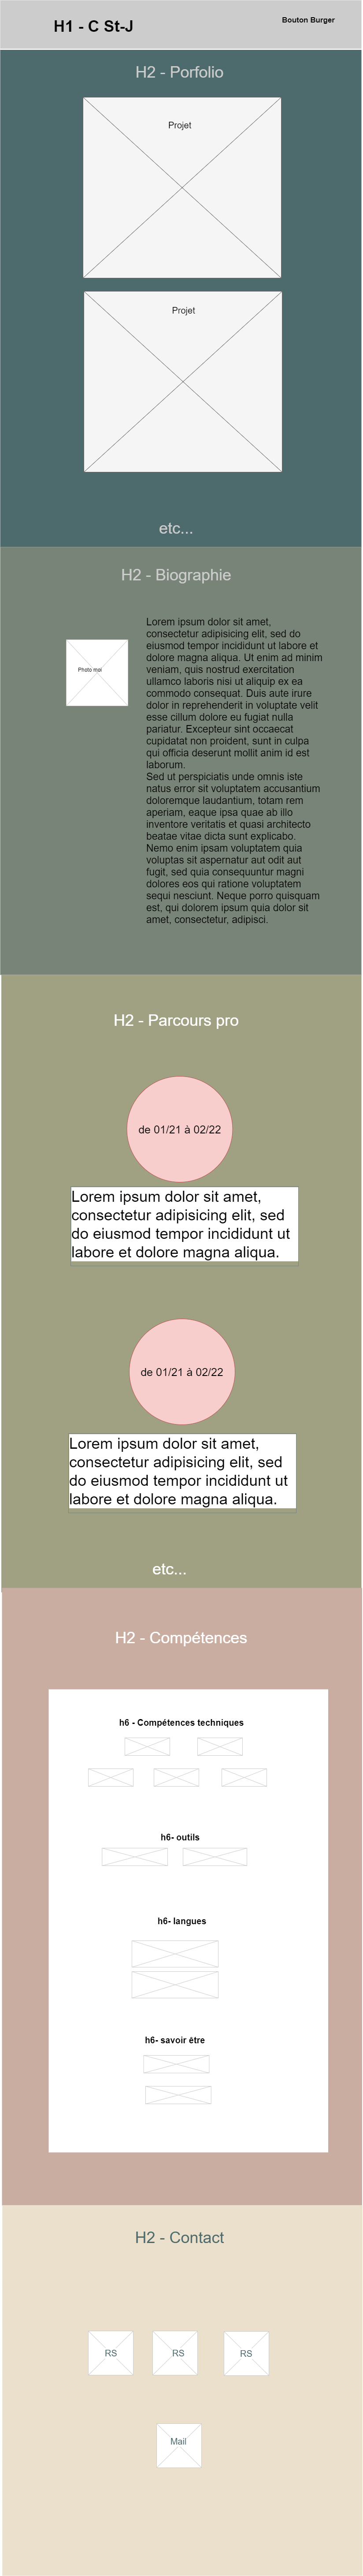 H1 - C St-J
Bouton Burger
H2 - Porfolio
Projet
Projet
etc...
H2 - Biographie
Photo moi
Lorem ipsum dolor sit amet,
consectetur adipisicing elit, sed do
eiusmod tempor incididunt ut labore et
dolore magna aliqua. Ut enim ad minim
veniam, quis nostrud exercitation
ullamco laboris nisi ut aliquip ex ea
commodo consequat. Duis aute irure
dolor in reprehenderit in voluptate velit
esse cillum dolore eu fugiat nulla
pariatur. Excepteur sint occaecat
cupidatat non proident, sunt in culpa
qui officia deserunt mollit anim id est
laborum.
Sed ut perspiciatis unde omnis iste
natus error sit voluptatem accusantium
doloremque laudantium, totam rem
aperiam, eaque ipsa quae ab illo
inventore veritatis et quasi architecto
beatae vitae dicta sunt explicabo.
Nemo enim ipsam voluptatem quia
voluptas sit aspernatur aut odit aut
fugit, sed quia consequuntur magni
dolores eos qui ratione voluptatem
sequi nesciunt. Neque porro quisquam
est, qui dolorem ipsum quia dolor sit
amet, consectetur, adipisci.
H2 - Parcours pro
de 01/21 à 02/22
Lorem ipsum dolor sit amet,
consectetur adipisicing elit, sed
do eiusmod tempor incididunt ut
labore et dolore magna aliqua.
de 01/21 à 02/22
Lorem ipsum dolor sit amet,
consectetur adipisicing elit, sed
do eiusmod tempor incididunt ut
labore et dolore magna aliqua.
etc...
H2 - Compétences
h6 - Compétences techniques
h6- outils
h6- langues
h6- savoir être
H2 - Contact
RS
RS
RS
Mail